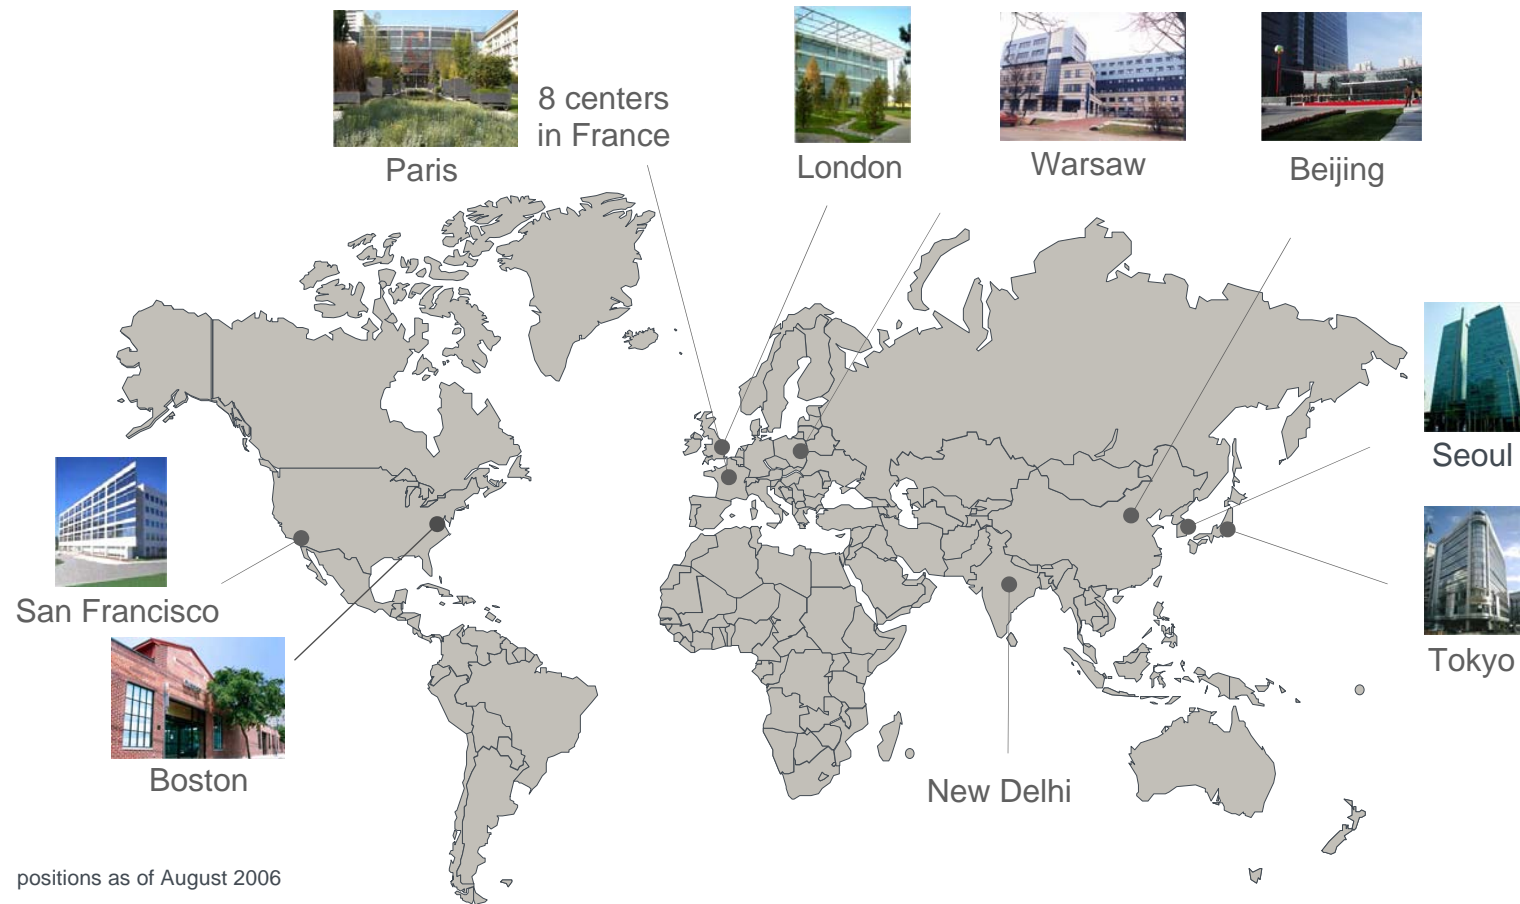 8 centers
in France
Paris
London
Warsaw
Beijing
Seoul
San Francisco
Tokyo
Boston
New Delhi
positions as of August 2006